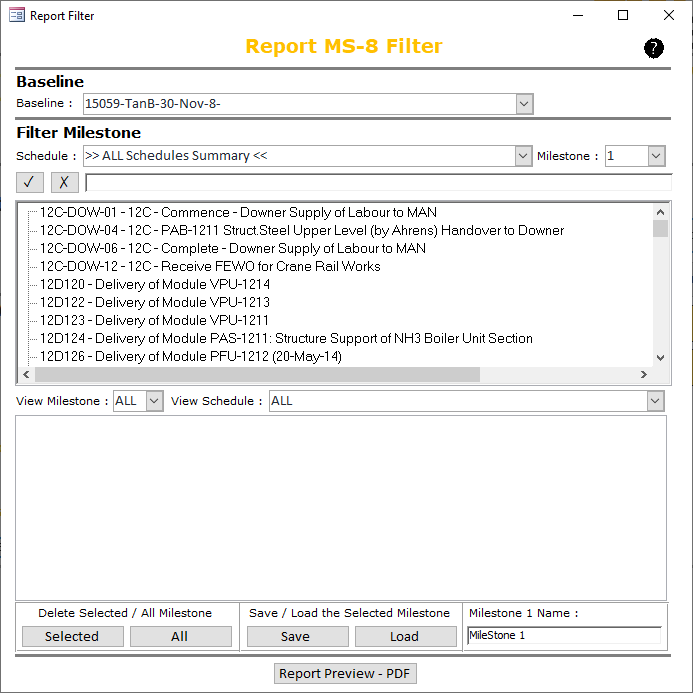 Report Filter
Report MS-8 Filter
?
Baseline
Baseline : 15059-TanB-30-Nov-8-
Filter Milestone
Schedule : >> ALL Schedules Summary << Milestone : 1
✓ X
12C-DOW-01 - 12C - Commence - Downer Supply of Labour to MAN
12C-DOW-04 - 12C - PAB-1211 Struct.Steel Upper Level (by Ahrens) Handover to Downer
12C-DOW-06 - 12C - Complete - Downer Supply of Labour to MAN
12C-DOW-12 - 12C - Receive FEWO for Crane Rail Works
12D120 - Delivery of Module VPU-1214
12D122 - Delivery of Module VPU-1213
12D123 - Delivery of Module VPU-1211
12D124 - Delivery of Module PAS-1211: Structure Support of NH3 Boiler Unit Section
12D126 - Delivery of Module PFU-1212 (20-May-14)
View Milestone : ALL View Schedule : ALL
Delete Selected / All Milestone Save / Load the Selected Milestone Milestone 1 Name :
Selected All Save Load MileStone 1
Report Preview - PDF